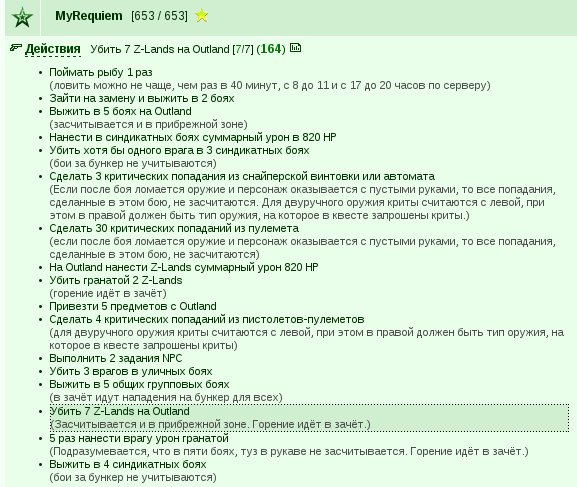 MyRequiem [653 / 653]
Действия Убить 7 Z-Lands на Outland [7/7] (164)
• Поймать рыбу 1 раз
(ловить можно не чаще, чем раз в 40 минут, с 8 до 11 и с 17 до 20 часов по серверу)
• Зайти на замену и выжить в 2 боях
• Выжить в 5 боях на Outland
(засчитывается и в прибрежной зоне)
• Нанести в синдикатных боях суммарный урон в 820 HP
• Убить хотя бы одного врага в 3 синдикатных боях
(бои за бункер не учитываются)
• Сделать 3 критических попадания из снайперской винтовки или автомата
(Если после боя ломается оружие и персонаж оказывается с пустыми руками, то все попадания,
сделанные в этом бою, не засчитаются. Для двуручного оружия криты считаются с левой, при
этом в правой должен быть тип оружия, на которое в квесте запрошены криты.)
• Сделать 30 критических попаданий из пулемета
(если после боя ломается оружие и персонаж оказывается с пустыми руками, то все попадания,
сделанные в этом бою, не засчитаются)
• На Outland нанести Z-Lands суммарный урон 820 HP
• Убить гранатой 2 Z-Lands
(горение идёт в зачёт)
• Привезти 5 предметов с Outland
• Сделать 4 критических попадания из пистолетов-пулеметов
(для двуручного оружия криты считаются с левой, при этом в правой должен быть тип оружия, на
которое в квесте запрошены криты)
• Выполнить 2 задания NPC
• Убить 3 врагов в уличных боях
• Выжить в 5 общих групповых боях
(в зачёт идут нападения на бункер для всех)
• Убить 7 Z-Lands на Outland
(Засчитывается и в прибрежной зоне. Горение идёт в зачёт.)
• 5 раз нанести врагу урон гранатой
(Подразумевается, что в пяти боях, туз в рукаве не засчитывается. Горение идёт в зачёт.)
• Выжить в 4 синдикатных боях
(бои за бункер не учитываются)